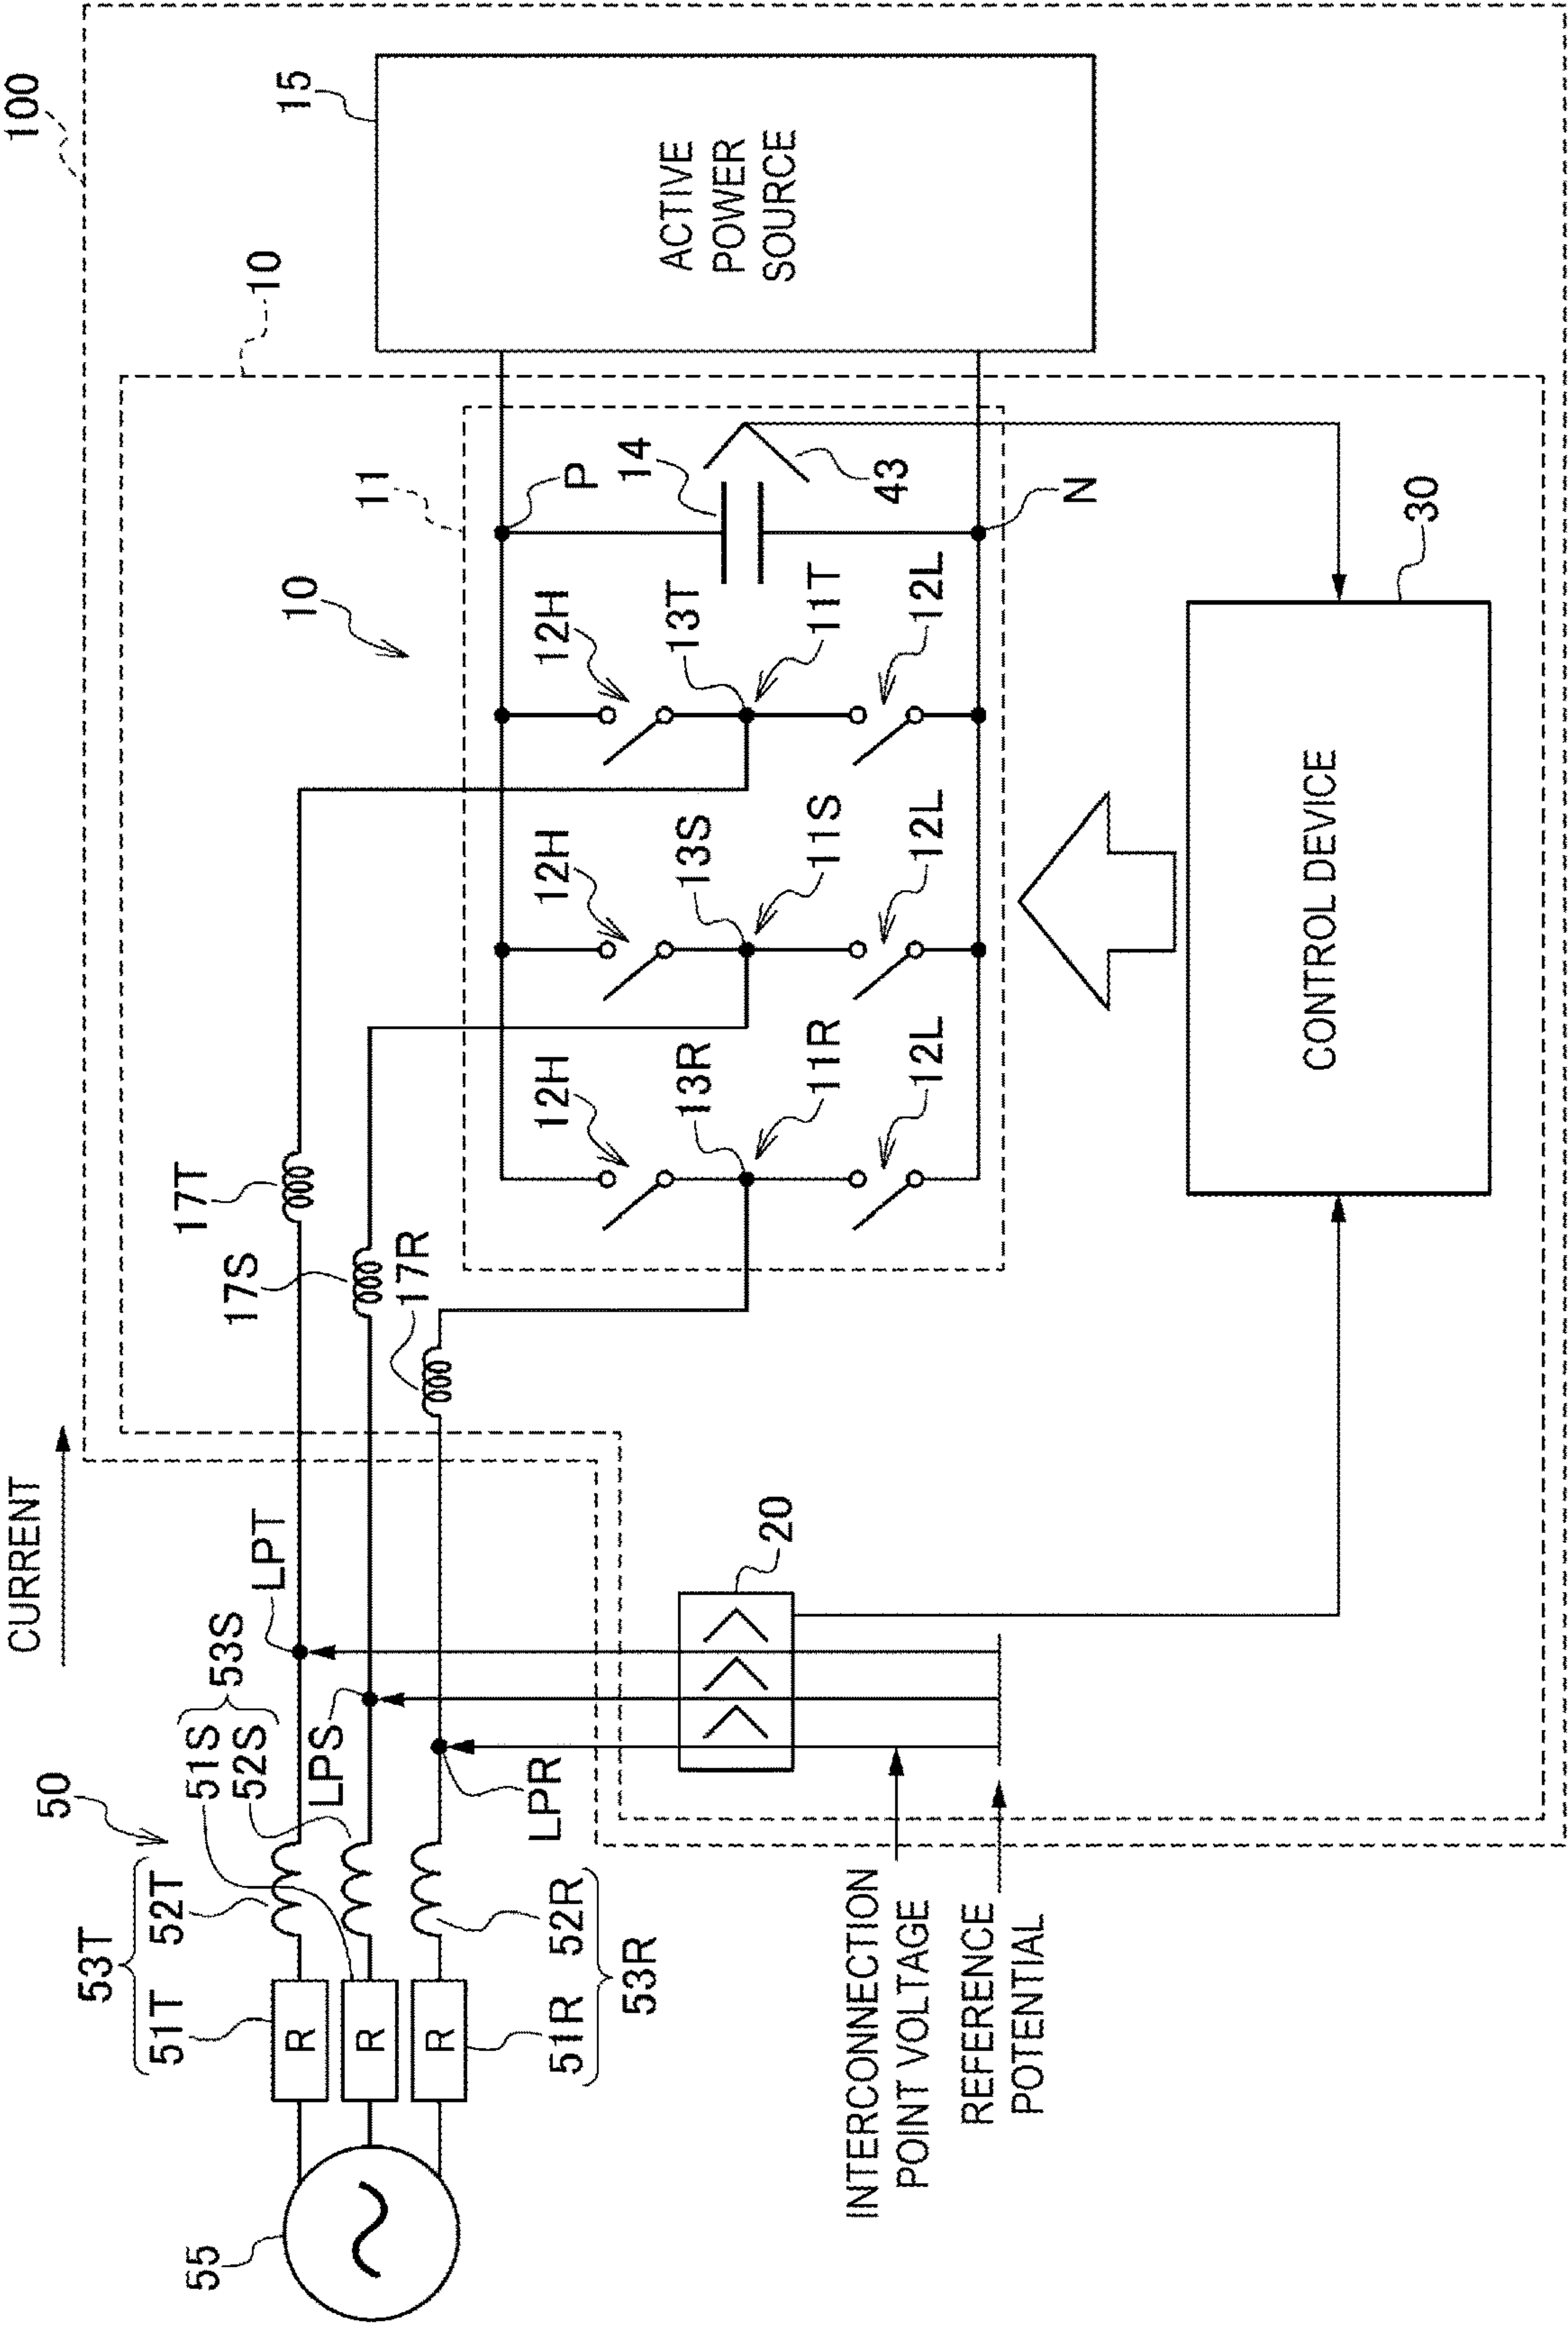 100
15
ACTIVE
POWER
SOURCE
10
11
P
14
43
N
10
12H
13T
11T
12L
12H
13S
11S
12L
12H
13R
11R
12L
30
CONTROL DEVICE
17T
17S
17R
CURRENT
LPT
53S
51S
52S
LPS
LPR
20
50
53T
52T
51T
52R
51R
53R
R
R
R
55
INTERCONNECTION
POINT VOLTAGE
REFERENCE
POTENTIAL